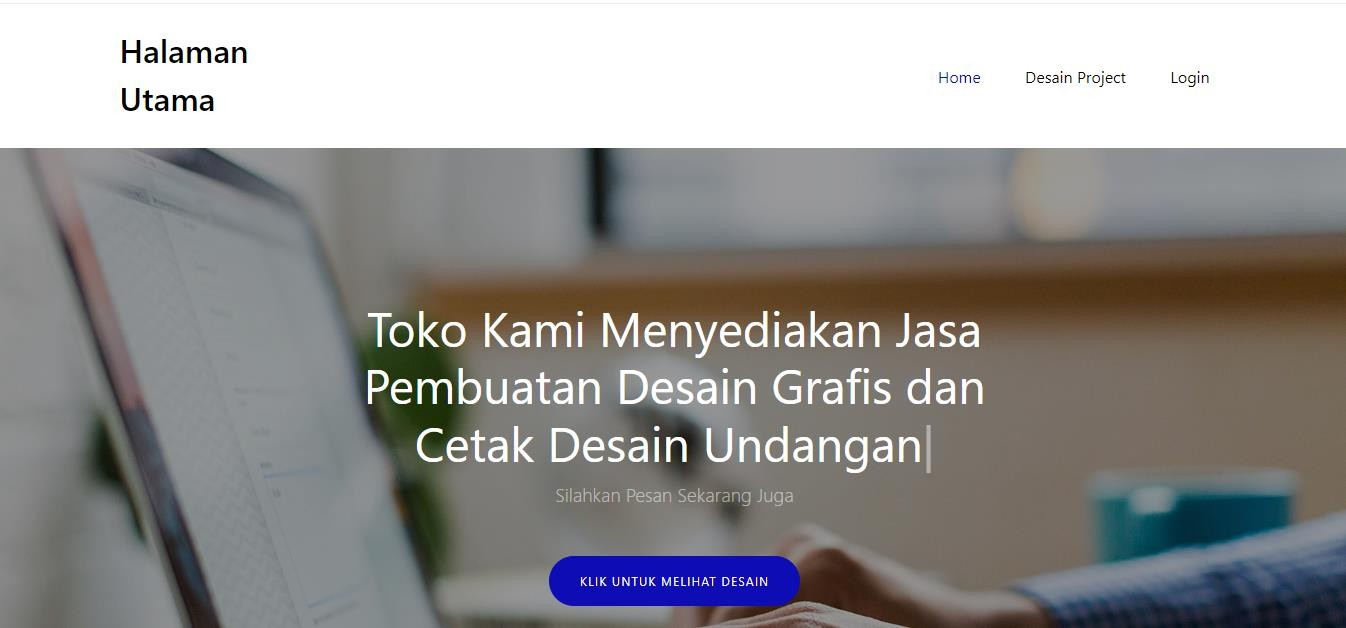 Halaman
Utama
Home
Desain Project
Login
Toko Kami Menyediakan Jasa
Pembuatan Desain Grafis dan
Cetak Desain Undangan|
Silahkan Pesan Sekarang Juga
KLIK UNTUK MELIHAT DESAIN